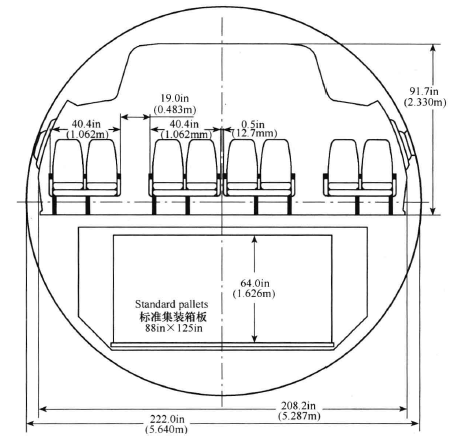 19.0in
(0.483m)
91.7in
(2.330m)
40.4in
(1.062m)
40.4in
(1.062mm)
0.5in
(12.7mm)
64.0in
(1.626m)
Standard pallets
标准集装箱板
88in×125in
208.2in
(5.287m)
222.0in
(5.640m)